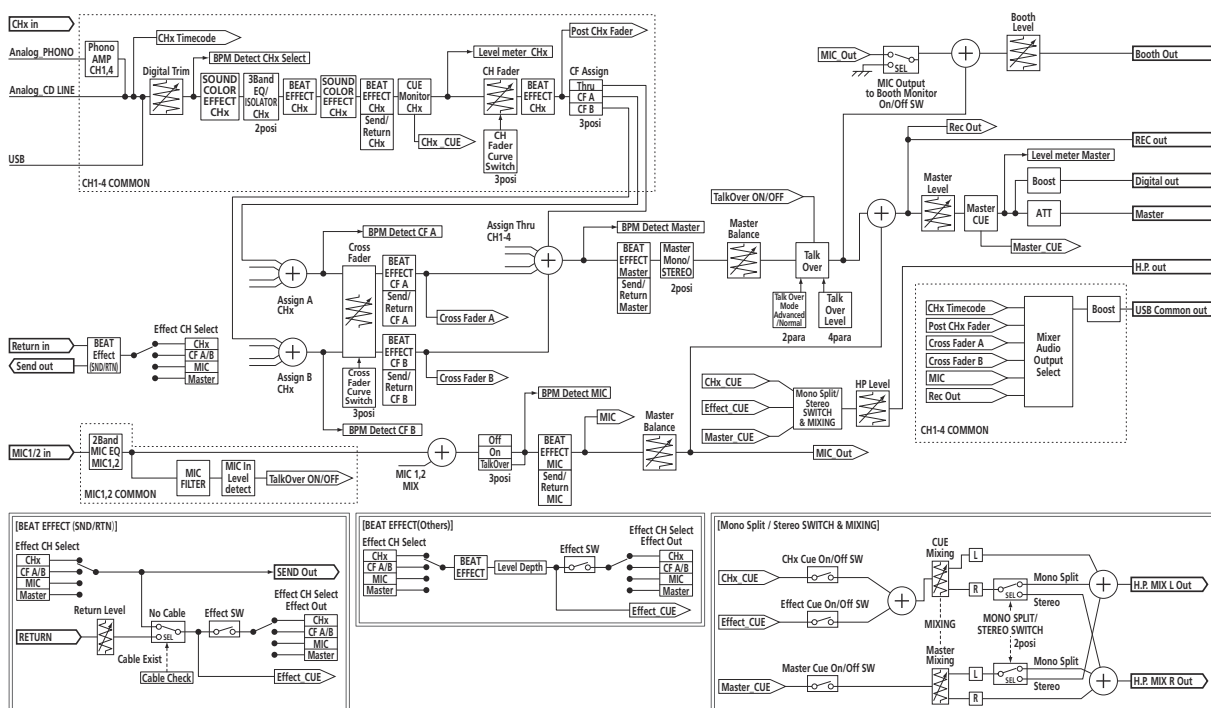 CHx in
Analog_PHONO
Phono
AMP
CH1,4
CHx Timecode
BPM Detect CHx Select
Digital Trim
Analog_CD LINE
USB
SOUND
COLOR
EFFECT
CHx
3Band
EQ/
ISOLATOR
CHx
2posi
BEAT
EFFECT
CHx
SOUND
COLOR
EFFECT
CHx
BEAT
EFFECT
CHx
Send/
Return
CHx
CUE
Monitor
CHx
CHx _CUE
Level meter_CHx
CH Fader
CH
Fader
Curve
Switch
3posi
BEAT
EFFECT
CHx
Post CHx Fader
CF Assign
Thru
CF A
CF B
3posi
CH1-4 COMMON
MIC_Out
SEL
MIC Output
to Booth Monitor
On/Off SW
Booth
Level
Booth Out
Rec Out
REC out
Level meter Master
Master
Level
Master
CUE
Master_CUE
Boost
Digital out
ATT
Master
BPM Detect CF A
Cross
Fader
Assign A
CHx
BEAT
EFFECT
CF A
Send/
Return
CF A
Cross Fader A
Assign Thru
CH1-4
BPM Detect Master
BEAT
EFFECT
Master
Send/
Return
Master
Master
Mono/
STEREO
2posi
Master
Balance
TalkOver ON/OFF
Talk
Over
Talk Over
Mode
Advanced
/Normal
2para
Talk
Over
Level
4para
H.P. out
Return in
Send out
BEAT
Effect
(SND/RTN)
Effect CH Select
CHx
CF A/B
MIC
Master
Assign B
CHx
Cross
Fader
Curve
Switch
3posi
BEAT
EFFECT
CF B
Send/
Return
CF B
Cross Fader B
BPM Detect CF B
CHx_CUE
Effect_CUE
Master_CUE
Mono Split/
Stereo
SWITCH
& MIXING
HP Level
CHx Timecode
Post CHx Fader
Cross Fader A
Cross Fader B
MIC
Rec Out
Mixer
Audio
Output
Select
Boost
USB Common out
CH1-4 COMMON
MIC1/2 in
2Band
MIC EQ
MIC1,2
MIC
FILTER
MIC In
Level
detect
TalkOver ON/OFF
MIC1,2 COMMON
MIC 1,2
MIX
Off
On
TalkOver
3posi
BPM Detect MIC
BEAT
EFFECT
MIC
Send/
Return
MIC
MIC
Master
Balance
MIC_Out
[BEAT EFFECT (SND/RTN)]
Effect CH Select
CHx
CF A/B
MIC
Master
SEND Out
Return Level
RETURN
No Cable
SEL
Cable Exist
Cable Check
Effect SW
Effect CH Select
Effect Out
CHx
CF A/B
MIC
Master
Effect_CUE
[BEAT EFFECT(Others)]
Effect CH Select
CHx
CF A/B
MIC
Master
BEAT
EFFECT
Level Depth
Effect SW
Effect CH Select
Effect Out
CHx
CF A/B
MIC
Master
Effect_CUE
[Mono Split / Stereo SWITCH & MIXING]
CHx Cue On/Off SW
CHx_CUE
Effect Cue On/Off SW
Effect_CUE
CUE
Mixing
L
R
SEL
Mono Split
Stereo
H.P. MIX L Out
MIXING
MONO SPLIT/
STEREO SWITCH
2posi
Master Cue On/Off SW
Master_CUE
Master
Mixing
L
R
SEL
Mono Split
Stereo
H.P. MIX R Out